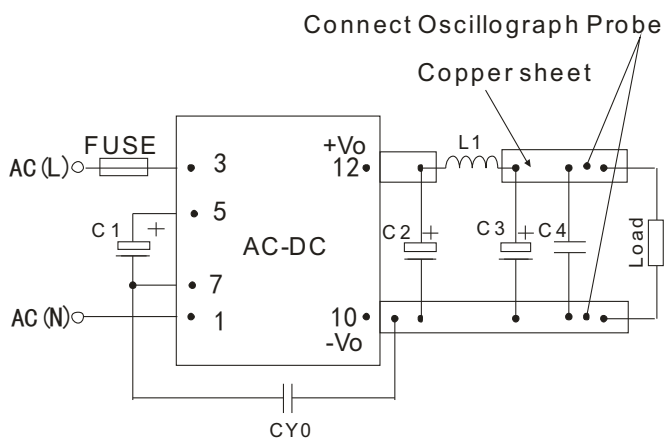 Connect Oscillograph Probe
Copper sheet
FUSE
+Vo
L1
AC(L)
3
12
5
C1
+
AC-DC
C2
+
C3
+
C4
Load
7
AC(N)
1
10
-Vo
CY0